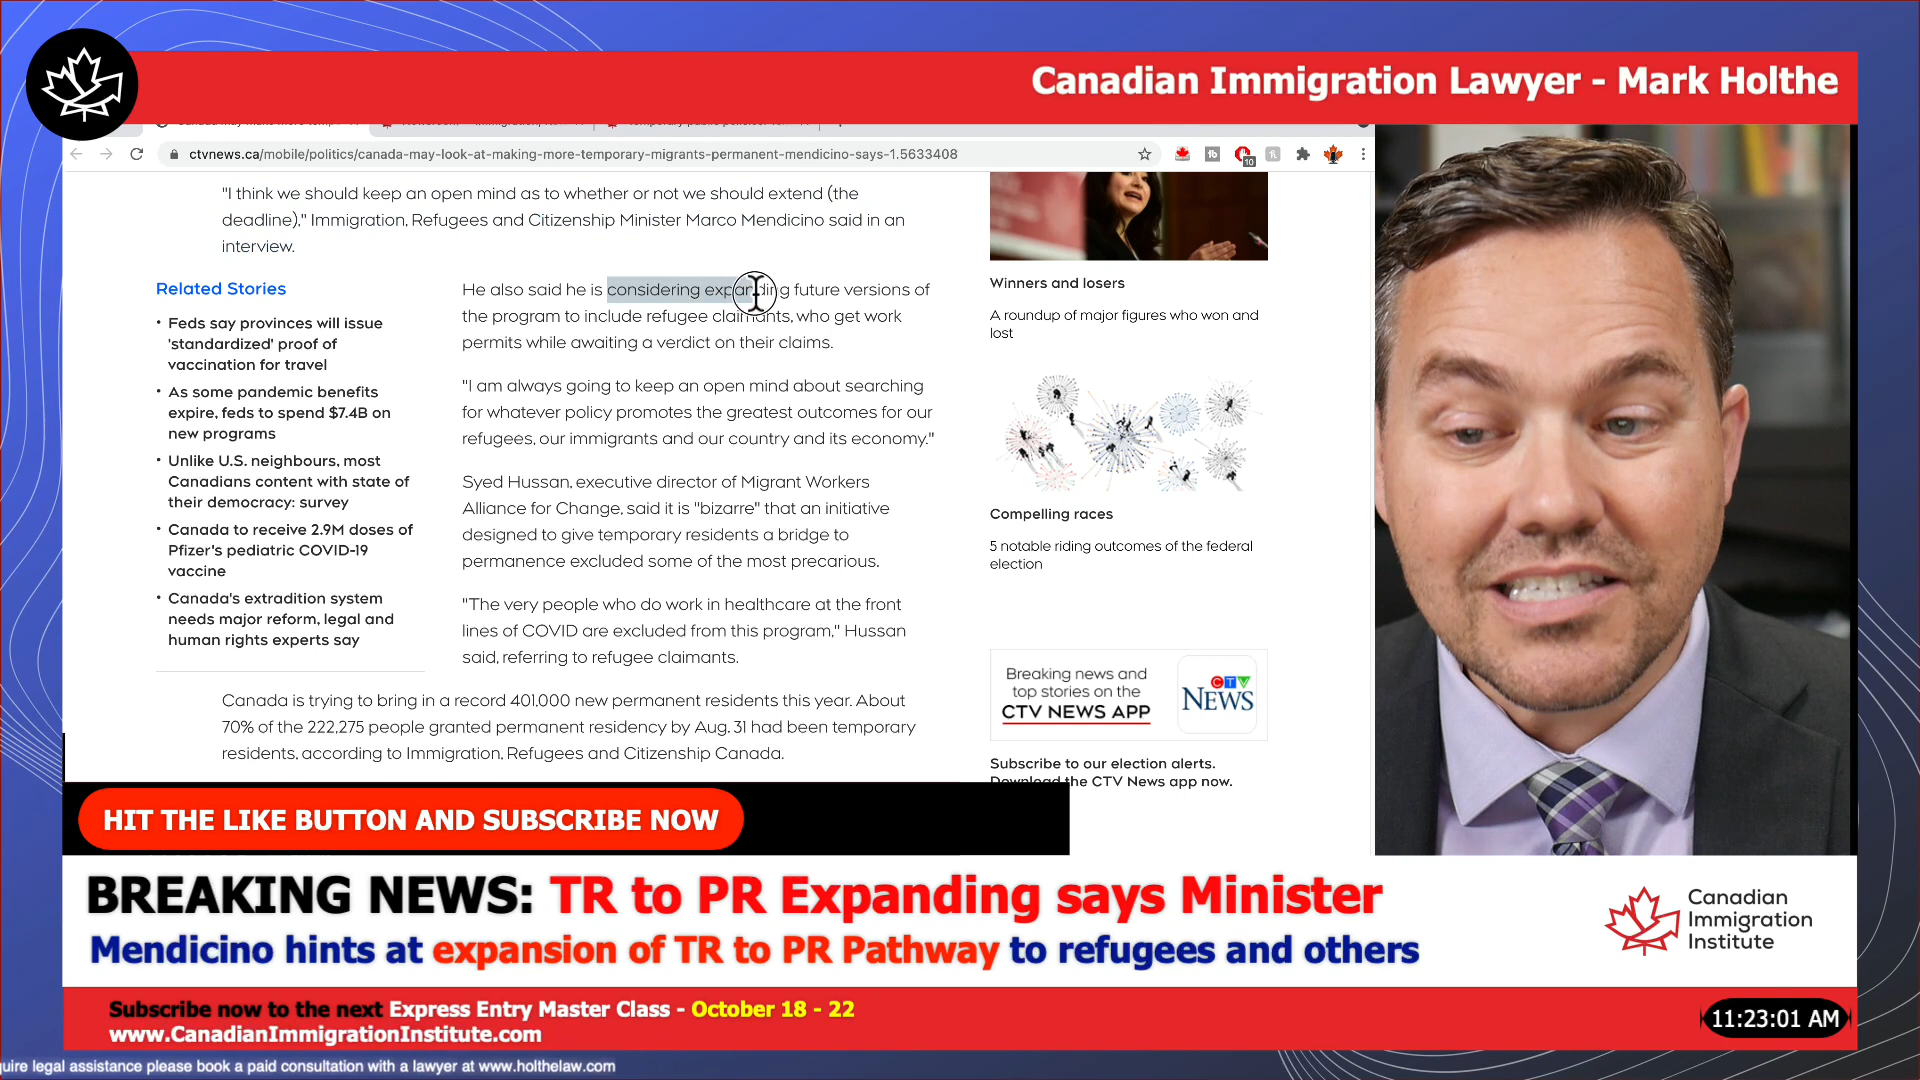 Canadian Immigration Lawyer - Mark Holthe
ctvnews.ca/mobile/politics/canada-may-look-at-making-more-temporary-migrants-permanent-mendicino-says-1.5633408
10
"I think we should keep an open mind as to whether or not we should extend (the
deadline)," Immigration, Refugees and Citizenship Minister Marco Mendicino said in an
interview.
Related Stories
• Feds say provinces will issue
'standardized' proof of
vaccination for travel
• As some pandemic benefits
expire, feds to spend $7.4B on
new programs
• Unlike U.S. neighbours, most
Canadians content with state of
their democracy: survey
• Canada to receive 2.9M doses of
Pfizer's pediatric COVID-19
vaccine
• Canada's extradition system
needs major reform, legal and
human rights experts say
He also said he is considering expanding future versions of
the program to include refugee claimants, who get work
permits while awaiting a verdict on their claims.
"I am always going to keep an open mind about searching
for whatever policy promotes the greatest outcomes for our
refugees, our immigrants and our country and its economy."
Syed Hussan, executive director of Migrant Workers
Alliance for Change, said it is "bizarre" that an initiative
designed to give temporary residents a bridge to
permanence excluded some of the most precarious.
"The very people who do work in healthcare at the front
lines of COVID are excluded from this program," Hussan
said, referring to refugee claimants.
Canada is trying to bring in a record 401,000 new permanent residents this year. About
70% of the 222,275 people granted permanent residency by Aug. 31 had been temporary
residents, according to Immigration, Refugees and Citizenship Canada.
Winners and losers
A roundup of major figures who won and
lost
Compelling races
5 notable riding outcomes of the federal
election
Breaking news and
top stories on the
CTV NEWS APP
CTV
NEWS
Subscribe to our election alerts.
Download the CTV News app now.
HIT THE LIKE BUTTON AND SUBSCRIBE NOW
BREAKING NEWS: TR to PR Expanding says Minister
Mendicino hints at expansion of TR to PR Pathway to refugees and others
Canadian
Immigration
Institute
Subscribe now to the next Express Entry Master Class - October 18 - 22
www.CanadianImmigrationInstitute.com
11:23:01 AM
quire legal assistance please book a paid consultation with a lawyer at www.holthelaw.com